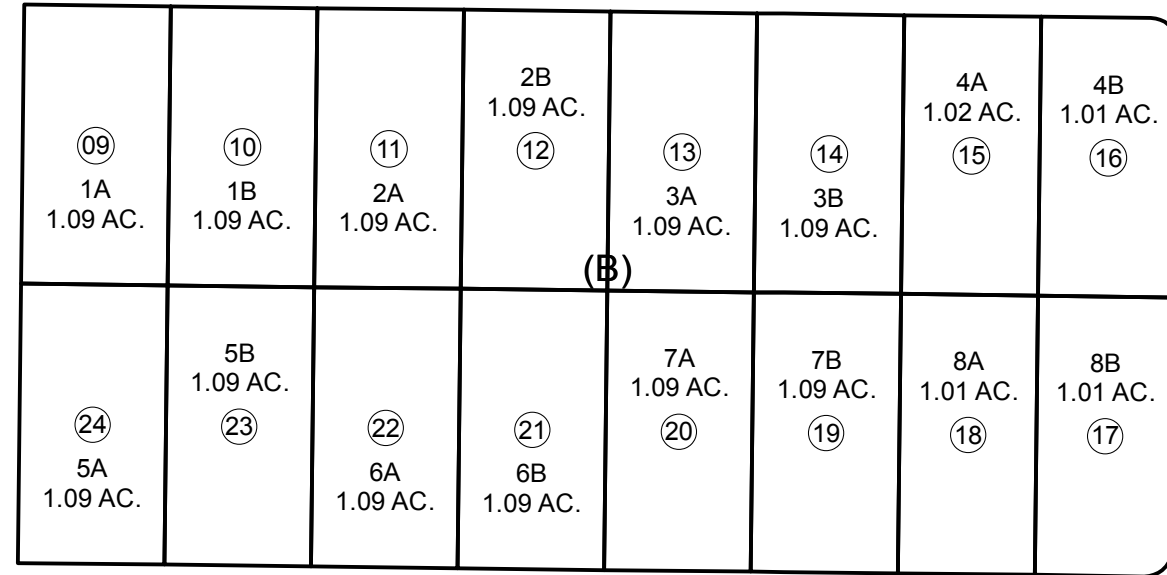 09
1A
1.09 AC.
10
1B
1.09 AC.
11
2A
1.09 AC.
2B
1.09 AC.
12
13
3A
1.09 AC.
14
3B
1.09 AC.
4A
1.02 AC.
15
4B
1.01 AC.
16
(B)
24
5A
1.09 AC.
5B
1.09 AC.
23
22
6A
1.09 AC.
21
6B
1.09 AC.
7A
1.09 AC.
20
7B
1.09 AC.
19
8A
1.01 AC.
18
8B
1.01 AC.
17